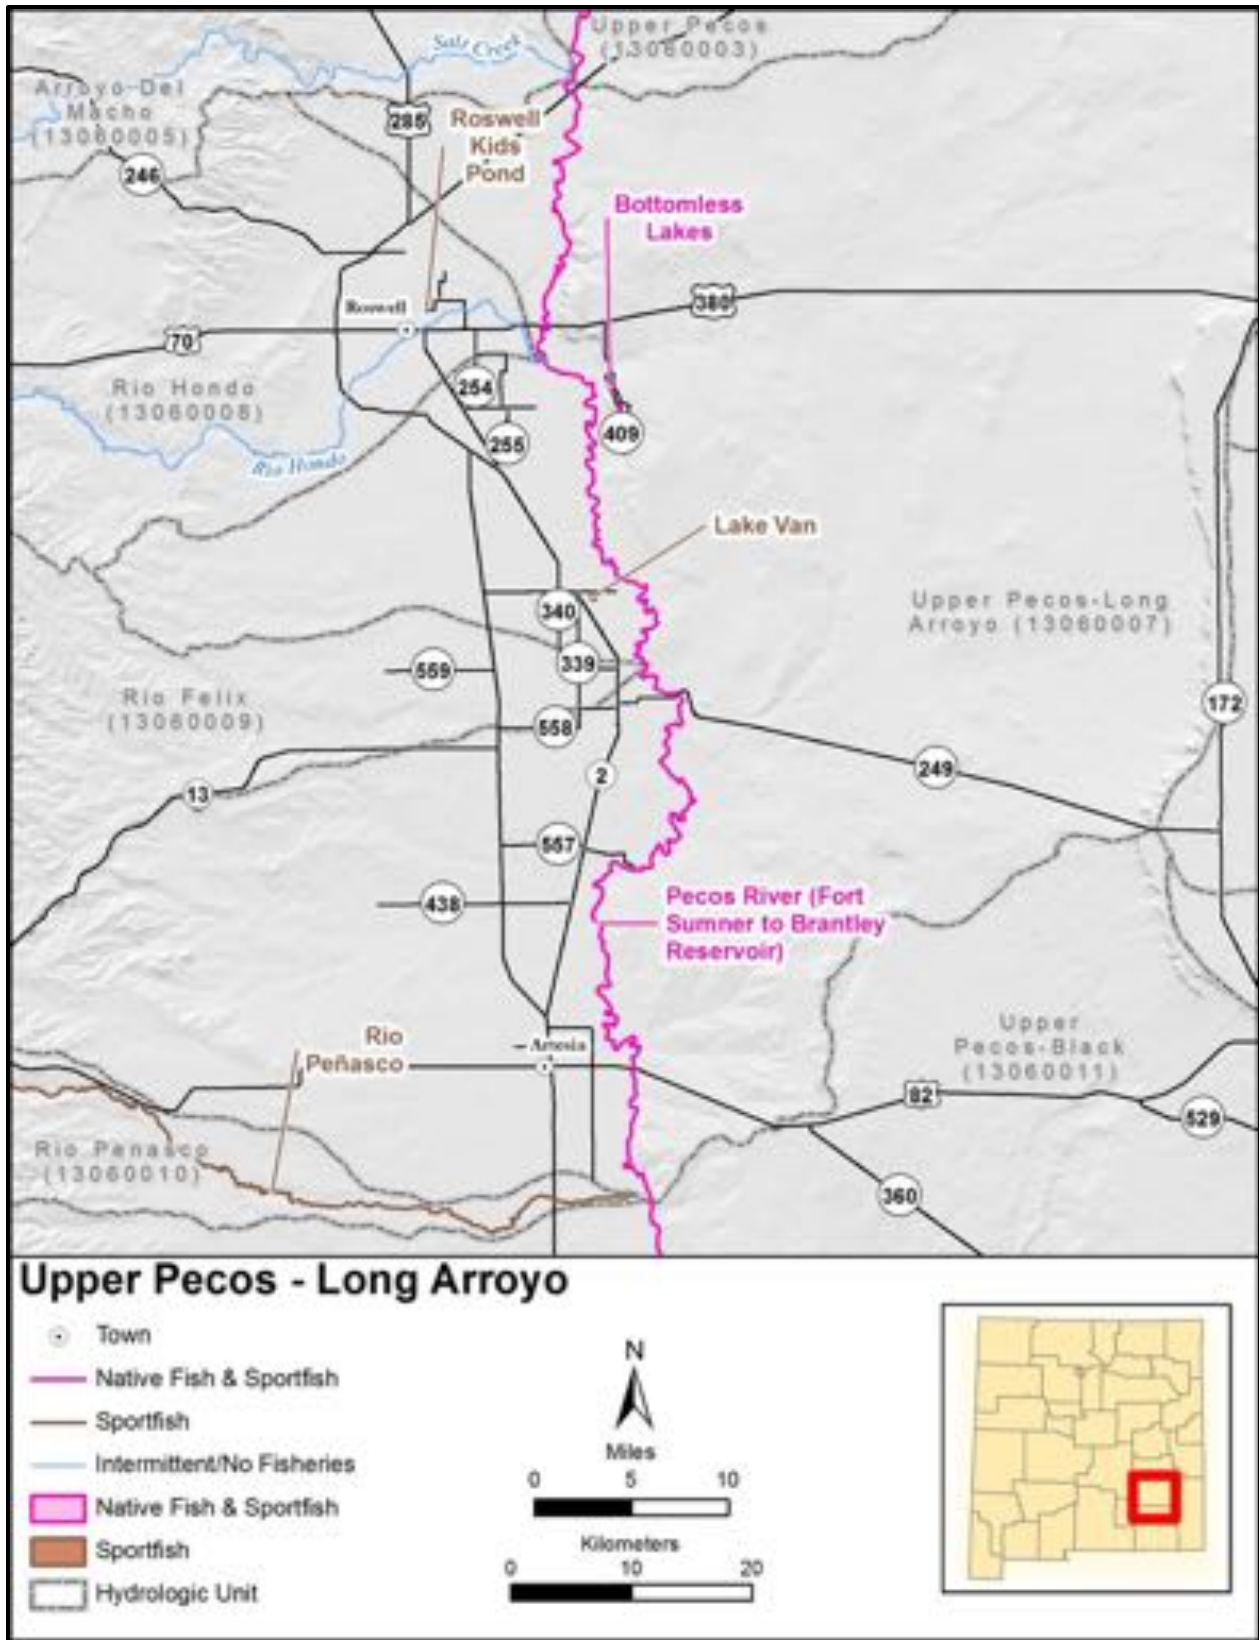 Upper Pecos
(13060003)
Salt Creek
Arroyo-Del
Macho
(13060005)
285
Roswell
Kids
Pond
246
Bottomless
Lakes
380
Roswell
70
Rio Hondo
(13060008)
254
255
409
Rio Hondo
Lake Van
340
Upper Pecos-Long
Arroyo (13060007)
559
339
Rio Felix
(13060009)
558
172
2
249
13
557
438
Pecos River (Fort
Sumner to Brantley
Reservoir)
Rio
Peñasco
Artesia
Upper
Pecos-Black
(13060011)
82
529
Rio Penasco
(13060010)
360
Upper Pecos - Long Arroyo
Town
Native Fish & Sportfish
Sportfish
Intermittent/No Fisheries
Native Fish & Sportfish
Sportfish
Hydrologic Unit
N
Miles
0 5 10
Kilometers
0 10 20